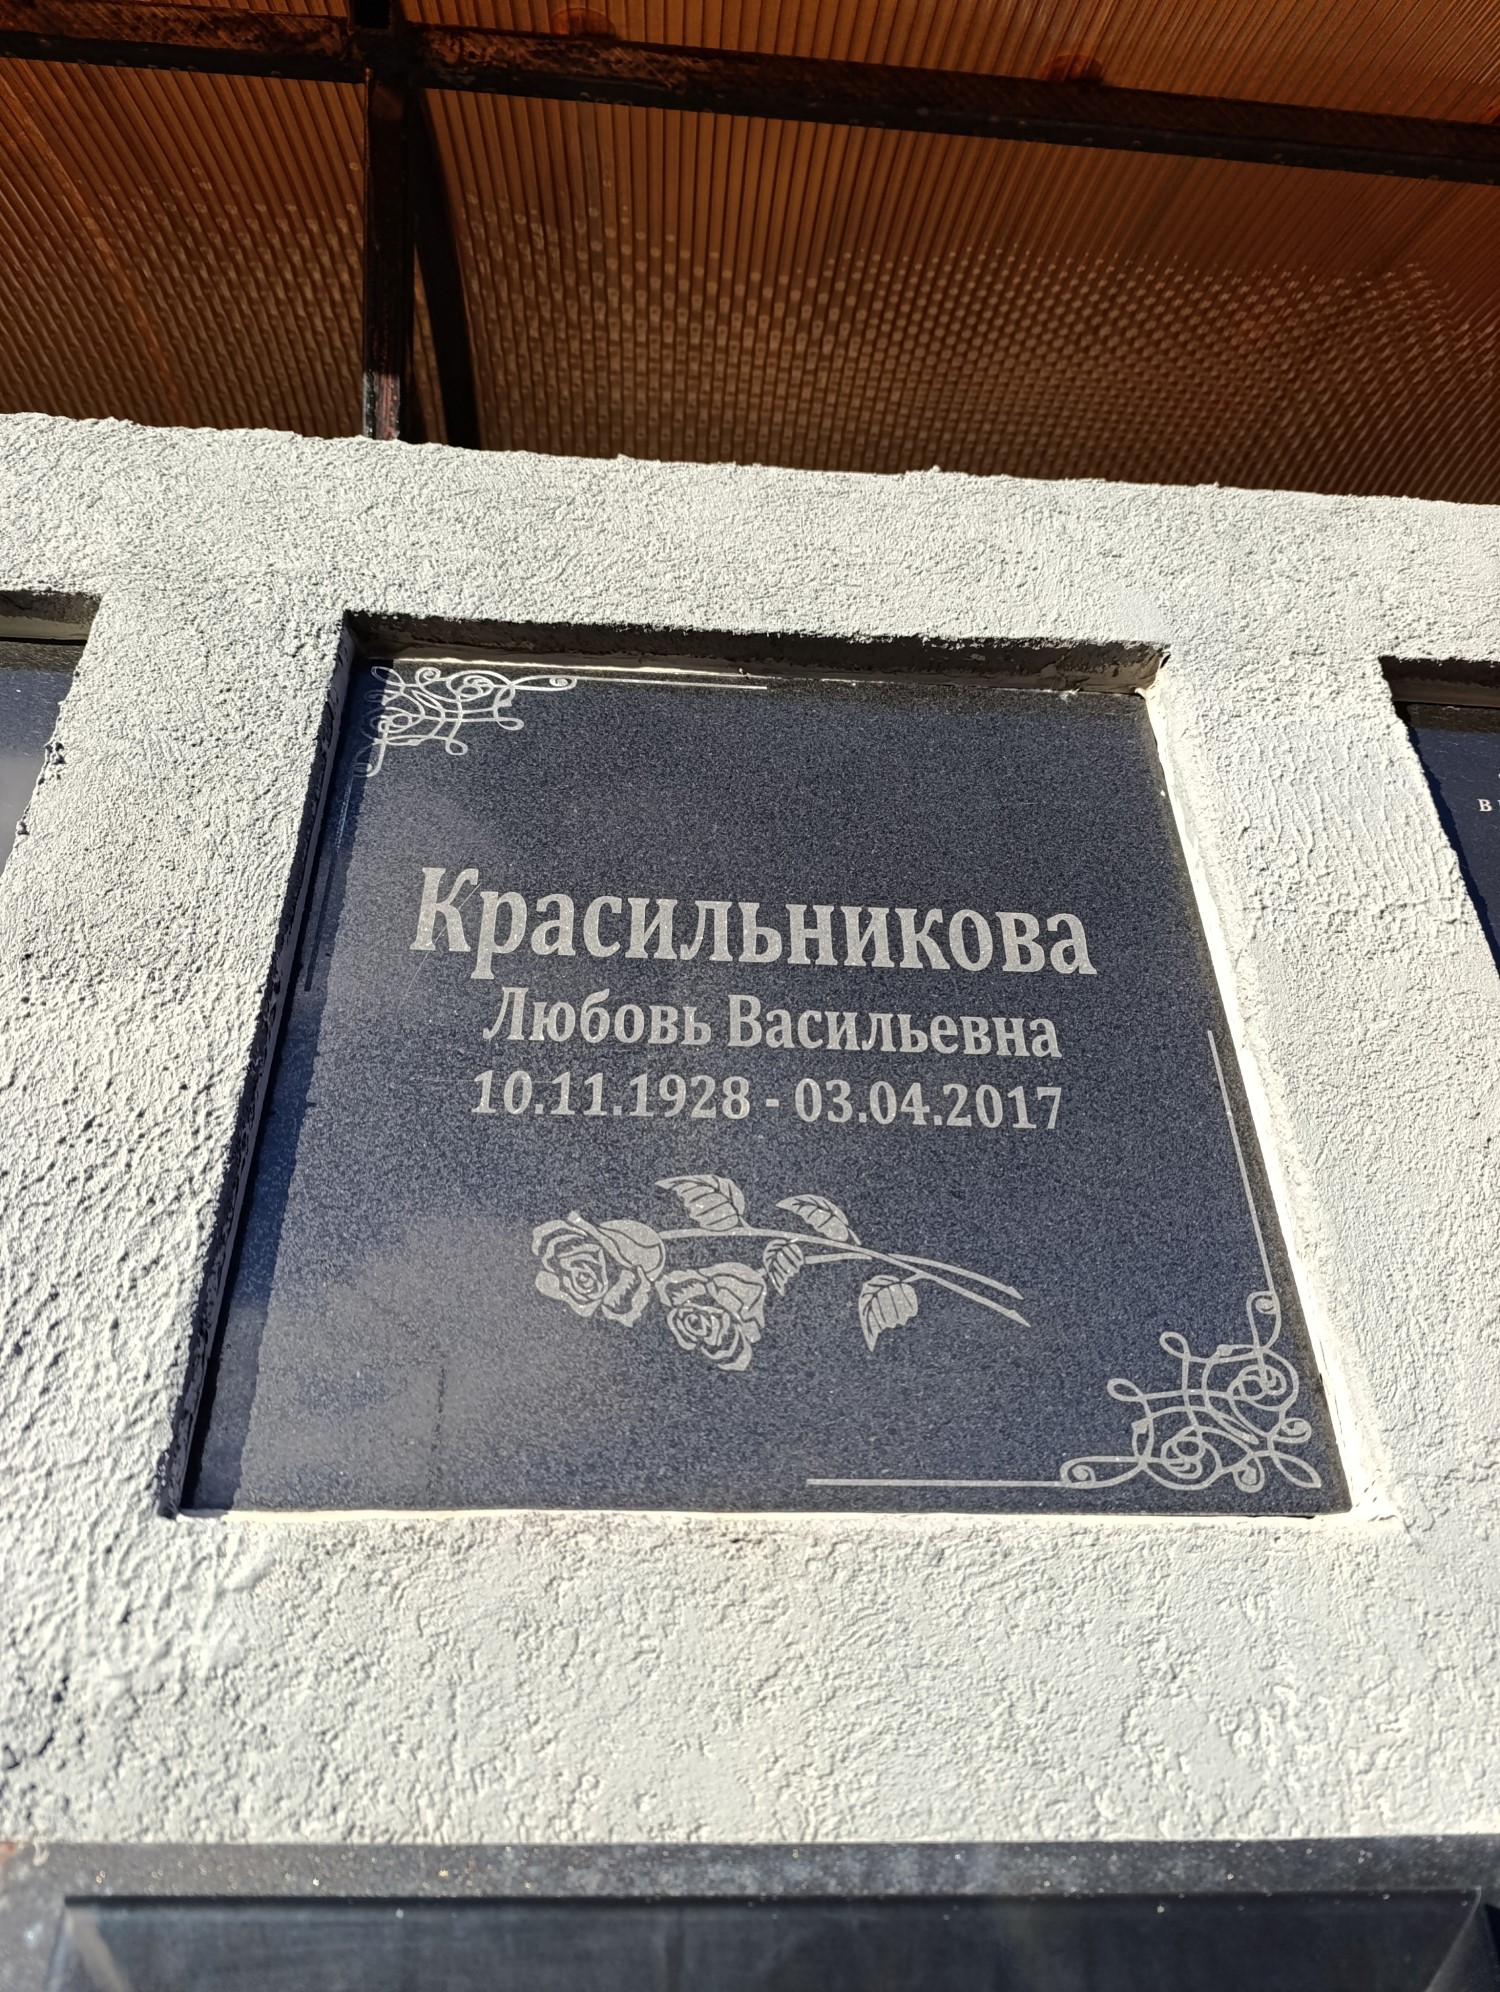 Красильникова
Любовь Васильевна
10.11.1928 - 03.04.2017